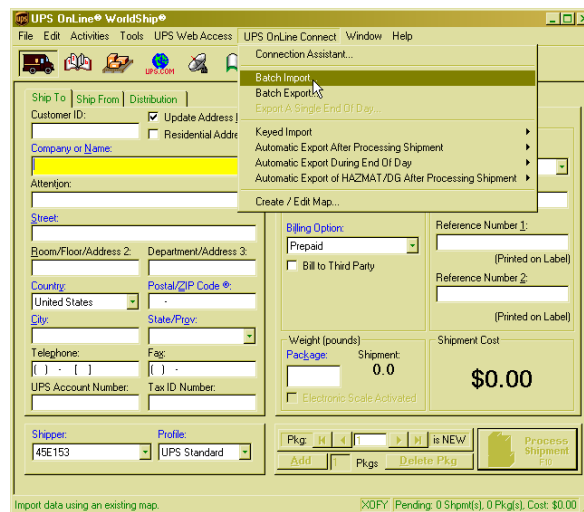 UPS OnLine® WorldShip®
File Edit Activities Tools UPS Web Access UPS OnLine Connect Window Help
UPS.COM
Connection Assistant...
Batch Import...
Batch Export...
Export A Single End Of Day...
Keyed Import
Automatic Export After Processing Shipment
Automatic Export During End Of Day
Automatic Export of HAZMAT/DG After Processing Shipment
Create / Edit Map...
Ship To Ship From Distribution
Customer ID:
Update Address
Residential Addre
Company or Name:
Attention:
Street:
Room/Floor/Address 2: Department/Address 3:
Country: Postal/ZIP Code ®:
United States -
City: State/Prov:
Telephone: Fax:
( ) - [ ] ( ) -
UPS Account Number: Tax ID Number:
Billing Option:
Prepaid
Bill to Third Party
Reference Number 1:
(Printed on Label)
Reference Number 2:
(Printed on Label)
Weight (pounds)
Package: Shipment:
0.0
Electronic Scale Activated
Shipment Cost
$0.00
Shipper: Profile:
45E153 UPS Standard
Pkg: 1 is NEW
Add 1 Pkgs Delete Pkg
Process
Shipment
F10
Import data using an existing map. XOFY Pending: 0 Shpmt(s), 0 Pkg(s), Cost: $0.00